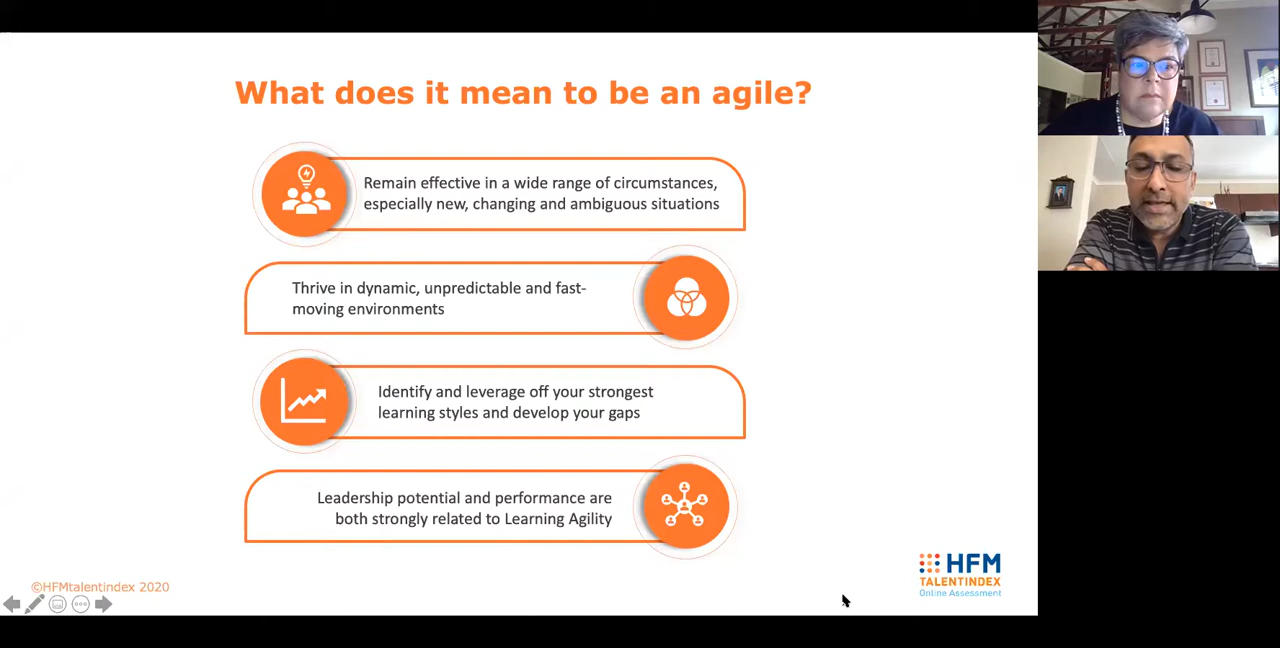 What does it mean to be an agile?
Remain effective in a wide range of circumstances,
especially new, changing and ambiguous situations
Thrive in dynamic, unpredictable and fast-
moving environments
Identify and leverage off your strongest
learning styles and develop your gaps
Leadership potential and performance are
both strongly related to Learning Agility
©HFMtalentindex 2020
HFM
TALENTINDEX
Online Assessment